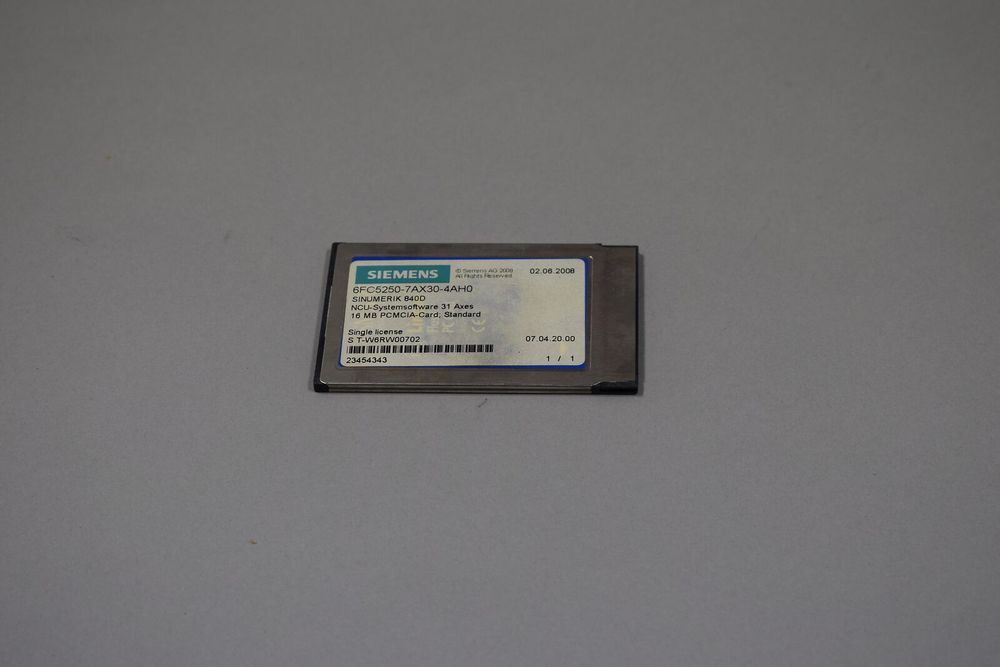 SIEMENS
© Siemens AG 2008
All Rights Reserved
02.06.2008
6FC5250-7AX30-4AH0
SINUMERIK 840D
NCU-Systemsoftware 31 Axes
16 MB PCMCIA-Card; Standard
Single license
S T-W6RW00702
07.04.20.00
23454343
1 / 1